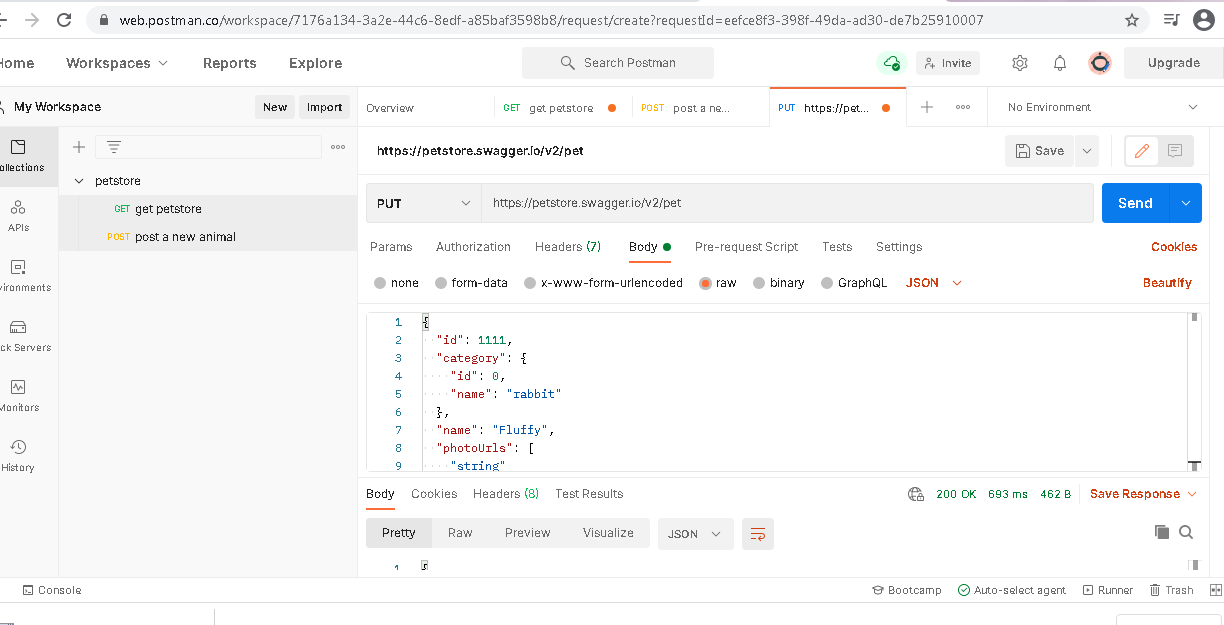 web.postman.co/workspace/7176a134-3a2e-44c6-8edf-a85baf3598b8/request/create?requestId=eefce8f3-398f-49da-ad30-de7b25910007
Home Workspaces Reports Explore Search Postman Invite Upgrade
My Workspace New Import Overview GET get petstore POST post a ne... PUT https://pet... No Environment
ollections
https://petstore.swagger.io/v2/pet Save
petstore
GET get petstore
POST post a new animal
APIs
vironments
ck Servers
Monitors
History
PUT https://petstore.swagger.io/v2/pet Send
Params Authorization Headers (7) Body Pre-request Script Tests Settings Cookies
none form-data x-www-form-urlencoded raw binary GraphQL JSON Beautify
1 {
2 "id": 1111,
3 "category": {
4 "id": 0,
5 "name": "rabbit"
6 },
7 "name": "Fluffy",
8 "photoUrls": [
9 "string"
Body Cookies Headers (8) Test Results 200 OK 693 ms 462 B Save Response
Pretty Raw Preview Visualize JSON
1 {
Console Bootcamp Auto-select agent Runner Trash